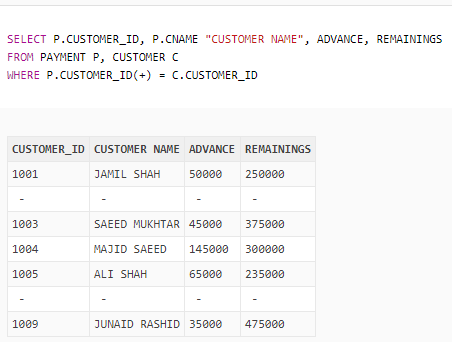 SELECT P.CUSTOMER_ID, P.CNAME "CUSTOMER NAME", ADVANCE, REMAININGS
FROM PAYMENT P, CUSTOMER C
WHERE P.CUSTOMER_ID(+) = C.CUSTOMER_ID
CUSTOMER_ID CUSTOMER NAME ADVANCE REMAININGS
1001 JAMIL SHAH 50000 250000
- - - -
1003 SAEED MUKHTAR 45000 375000
1004 MAJID SAEED 145000 300000
1005 ALI SHAH 65000 235000
- - - -
1009 JUNAID RASHID 35000 475000